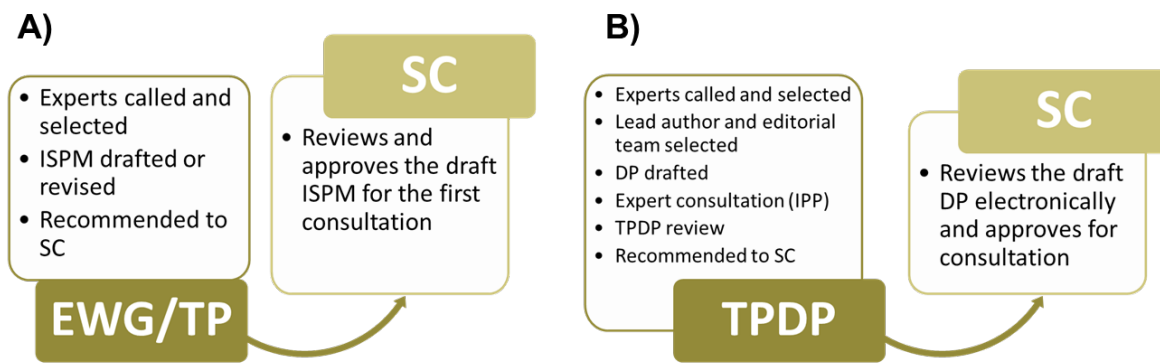 A)
SC
• Experts called and
selected
• ISPM drafted or
revised
• Recommended to
SC
• Reviews and
approves the draft
ISPM for the first
consultation
EWG/TP
B)
SC
• Experts called and selected
• Lead author and editorial
team selected
• DP drafted
• Expert consultation (IPP)
• TPDP review
• Recommended to SC
• Reviews the draft
DP electronically
and approves for
consultation
TPDP